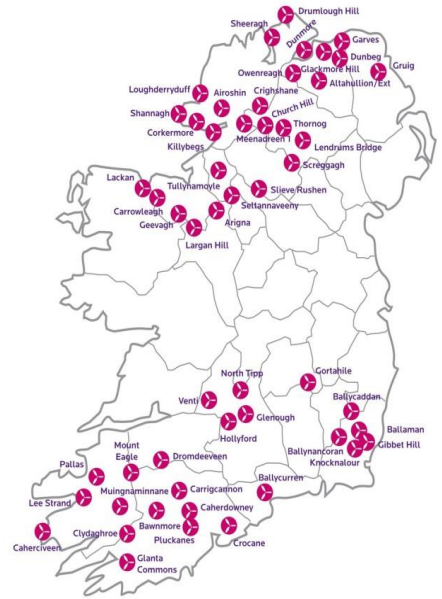 Drumlough Hill
Sheeragh
Dunmore
Garves
Dunbeg
Glackmore Hill
Gruig
Owenreagh
Altahullion/Ext
Loughderryduff
Airoshin
Crighshane
Shannagh
Church Hill
Thornog
Corkermore
Meenadreen 1
Killybegs
Lendrums Bridge
Screggagh
Lackan
Tullynamoyle
Slieve Rushen
Seltannaveeny
Carrowleagh
Geevagh
Arigna
Largan Hill
North Tipp
Gortahile
Venti
Ballycaddan
Glenough
Hollyford
Ballaman
Gibbet Hill
Ballynancoran
Knocknalour
Mount
Eagle
Dromdeeveen
Pallas
Ballycurren
Muingnaminnane
Carrigcannon
Lee Strand
Caherdowney
Bawnmore
Clydaghroe
Pluckanes
Crocane
Caherciveen
Glanta
Commons